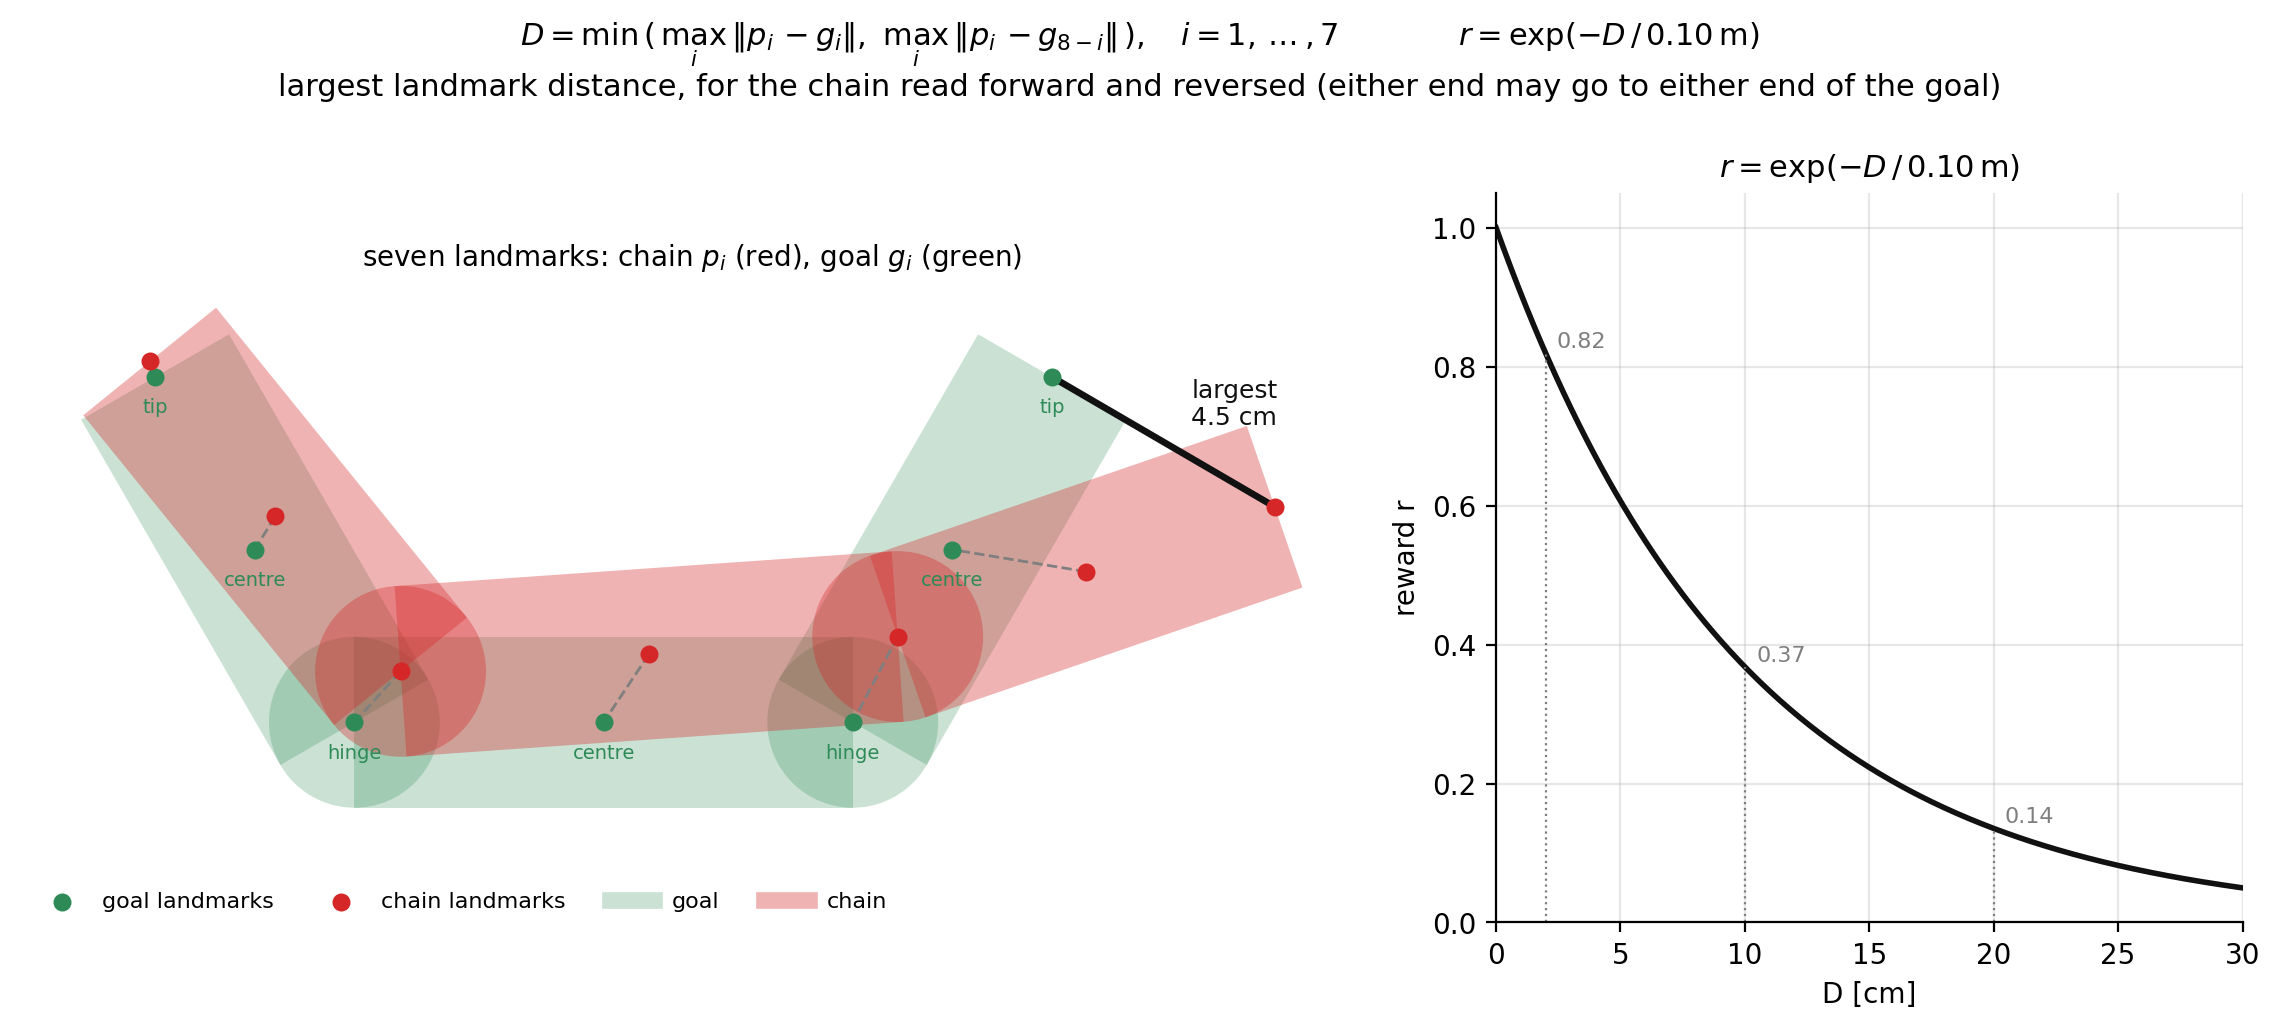 D = min ( max_i ‖p_i − g_i‖, max_i ‖p_i − g_{8−i}‖ ), i = 1, … , 7 r = exp(−D / 0.10 m)
largest landmark distance, for the chain read forward and reversed (either end may go to either end of the goal)
seven landmarks: chain p_i (red), goal g_i (green)
tip
centre
hinge
centre
hinge
centre
tip
largest
4.5 cm
goal landmarks
chain landmarks
goal
chain
r = exp(−D / 0.10 m)
reward r
1.0
0.8
0.6
0.4
0.2
0.0
0.82
0.37
0.14
0 5 10 15 20 25 30
D [cm]